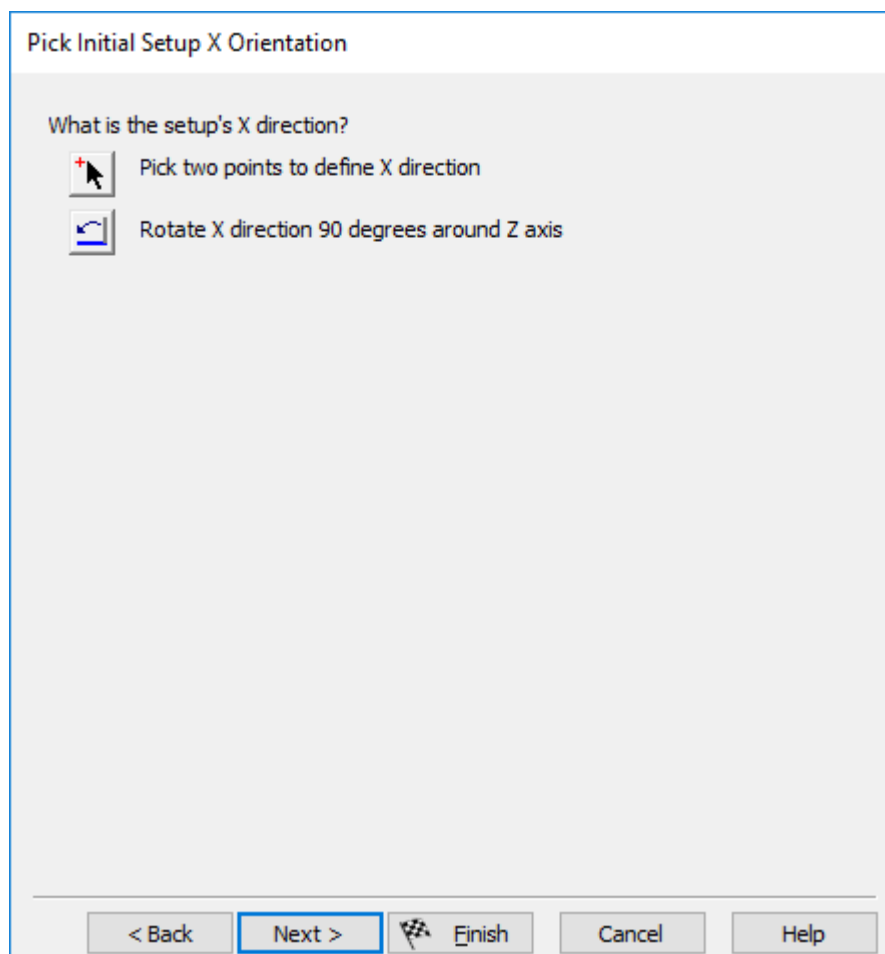 Pick Initial Setup X Orientation
What is the setup's X direction?
Pick two points to define X direction
Rotate X direction 90 degrees around Z axis
< Back Next > Finish Cancel Help